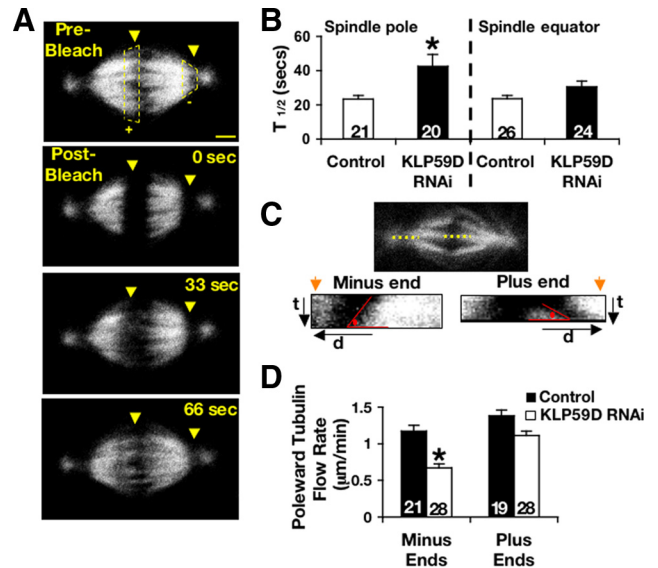 A
Pre-
Bleach
+
-
Post-
Bleach
0 sec
33 sec
66 sec
B
Spindle pole
Spindle equator
T 1/2 (secs)
60
40
20
0
*
21
20
26
24
Control
KLP59D
RNAi
Control
KLP59D
RNAi
C
Minus end
Plus end
t
d
t
d
D
Control
KLP59D RNAi
Poleward Tubulin
Flow Rate
(µm/min)
1.5
1
0.5
0
*
21
28
19
28
Minus
Ends
Plus
Ends